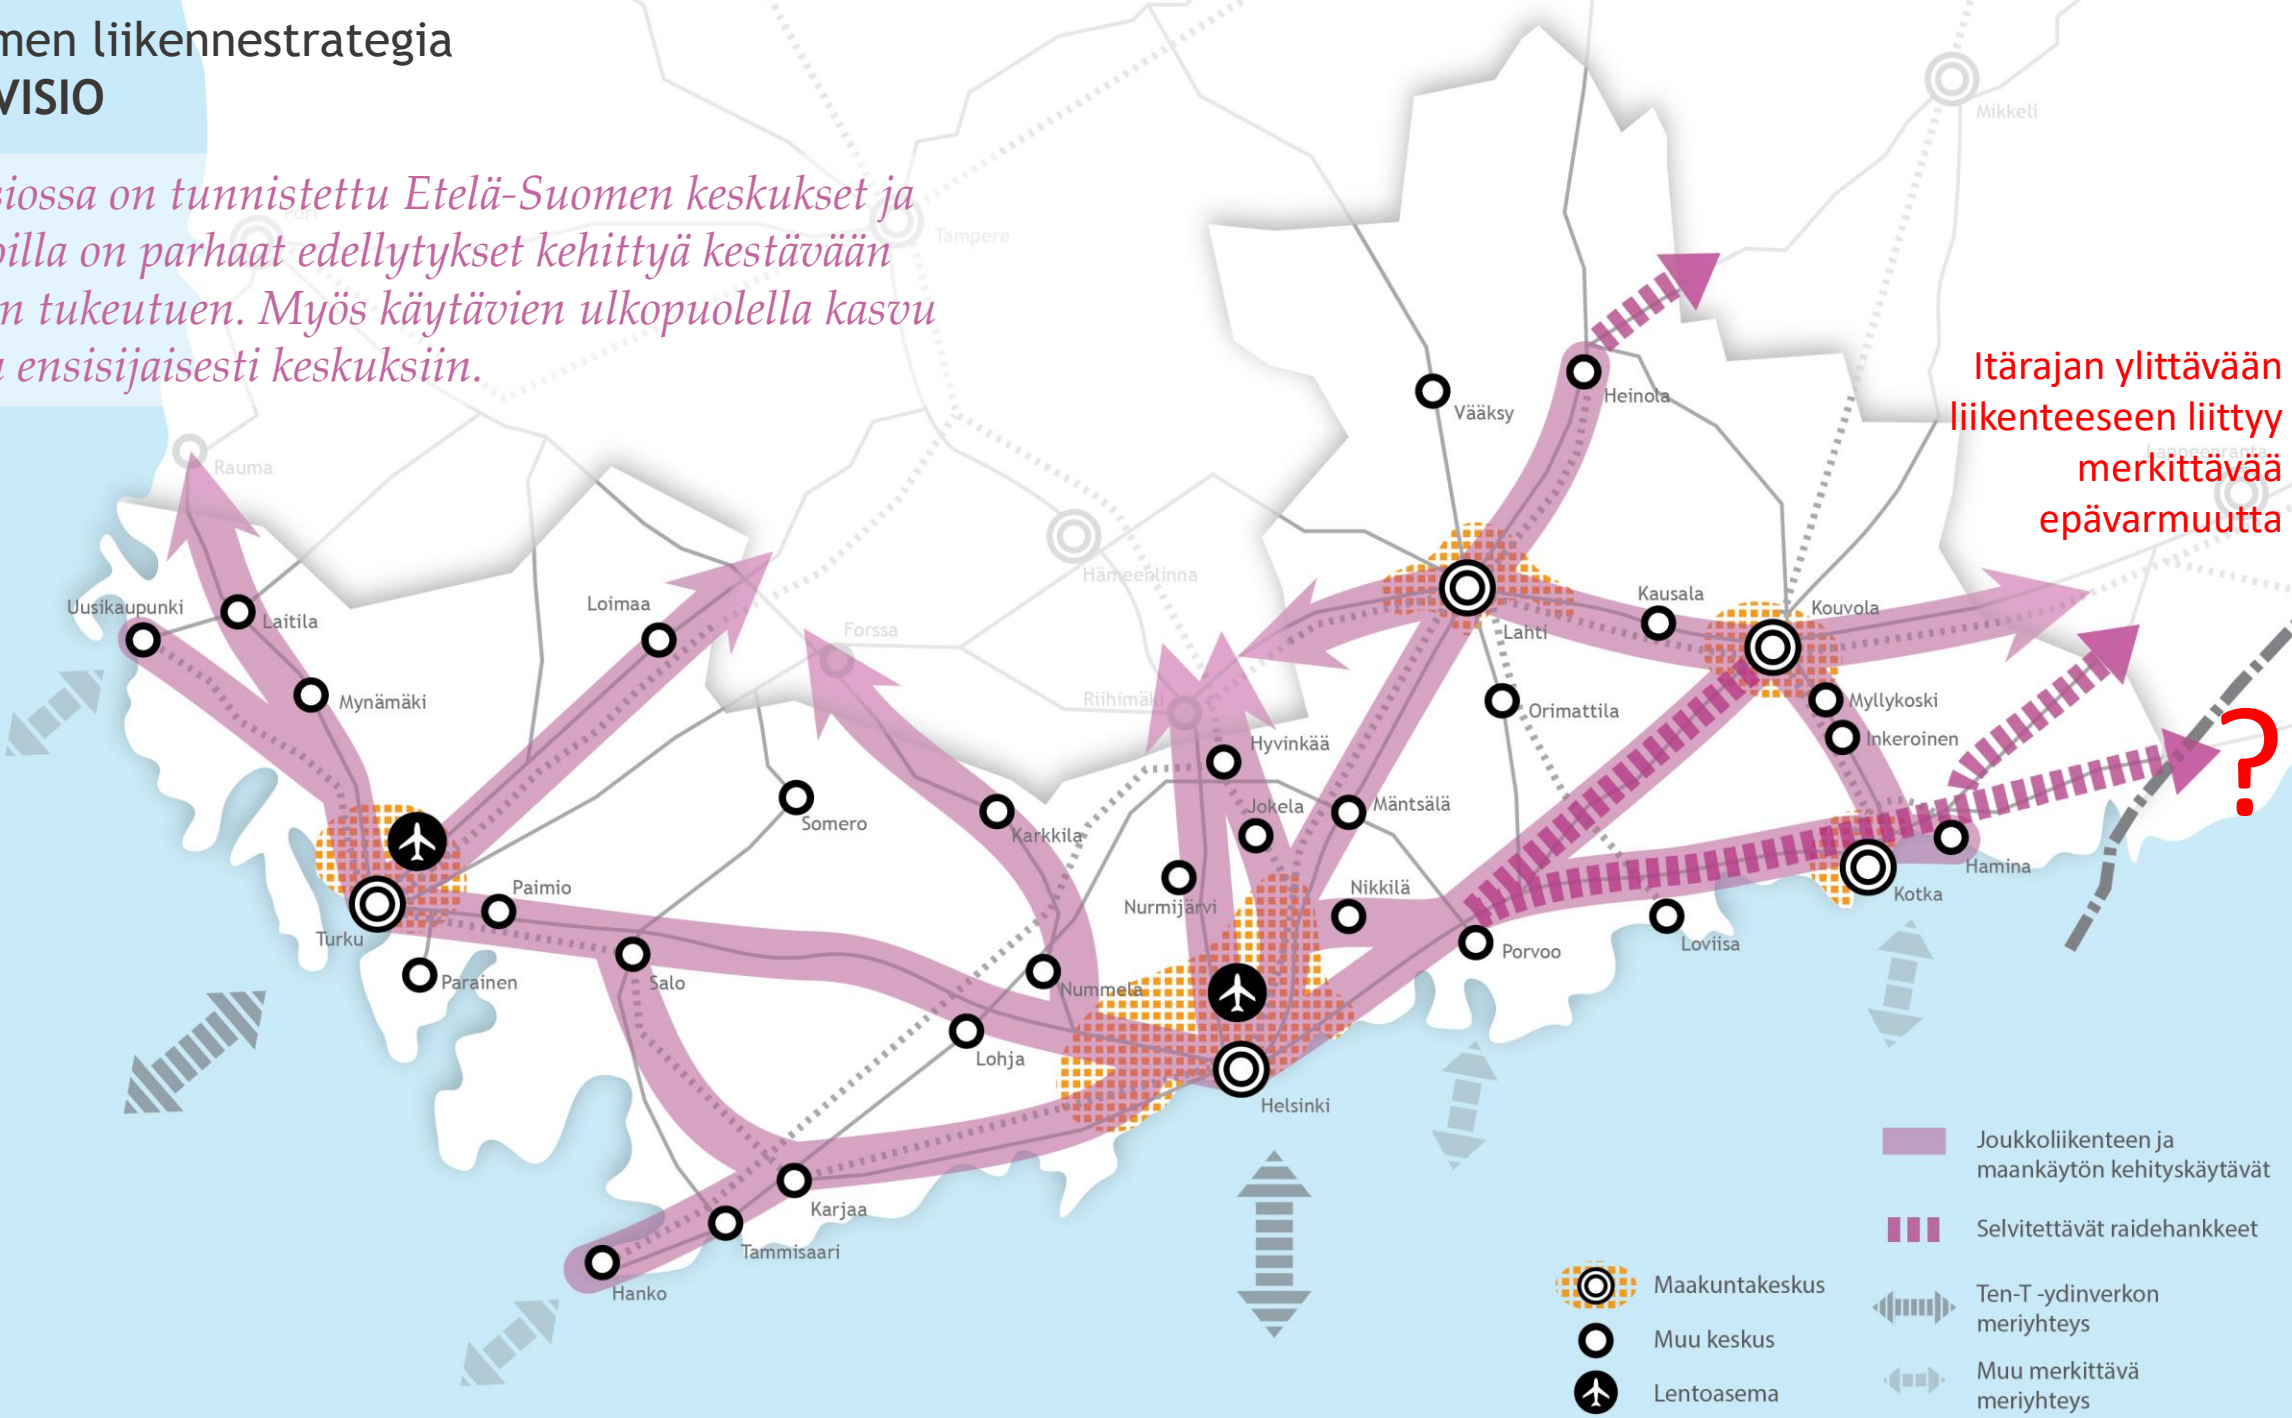 men liikennestrategia
VISIO
siossa on tunnistettu Etelä-Suomen keskukset ja
oilla on parhaat edellytykset kehittyä kestävään
n tukeutuen. Myös käytävien ulkopuolella kasvu
ensisijaisesti keskuksiin.
Mikkeli
Pori
Tampere
Itärajan ylittävään
liikenteeseen liittyy
merkittävää
epävarmuutta
Lappeenranta
Heinola
Vääksy
Rauma
Hämeenlinna
Uusikaupunki
Laitila
Loimaa
Kausala
Kouvola
Forssa
Lahti
Mynämäki
Riihimäki
Orimattila
Myllykoski
Inkeroinen
?
Hyvinkää
Jokela
Mäntsälä
Somero
Karkkila
Hamina
Paimio
Nurmijärvi
Nikkilä
Kotka
Turku
Porvoo
Loviisa
Parainen
Salo
Nummela
Lohja
Helsinki
Karjaa
Tammisaari
Hanko
Joukkoliikenteen ja
maankäytön kehityskäytävät
Selvitettävät raidehankkeet
Maakuntakeskus
Ten-T -ydinverkon
meriyhteys
Muu keskus
Muu merkittävä
meriyhteys
Lentoasema